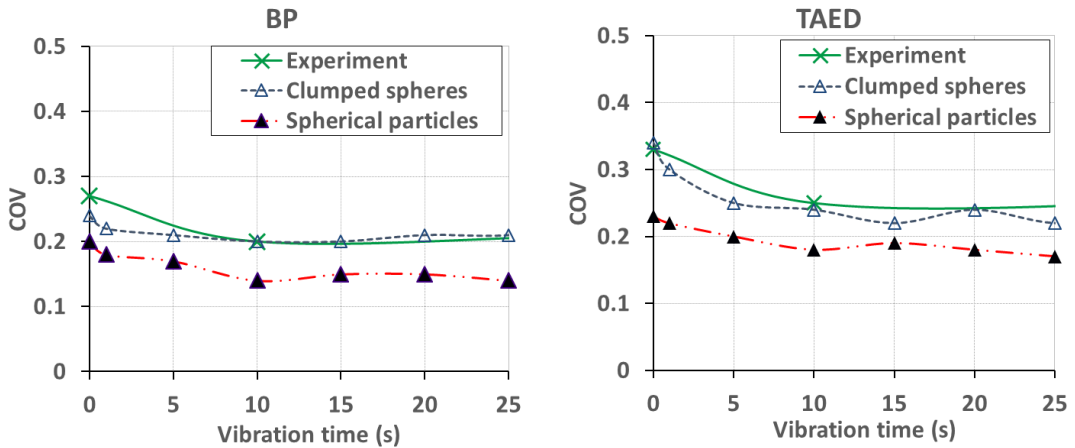 BP
0.5
0.4
0.3
0.2
0.1
0
COV
Experiment
Clumped spheres
Spherical particles
0 5 10 15 20 25
Vibration time (s)
TAED
0.5
0.4
0.3
0.2
0.1
0
COV
Experiment
Clumped spheres
Spherical particles
0 5 10 15 20 25
Vibration time (s)